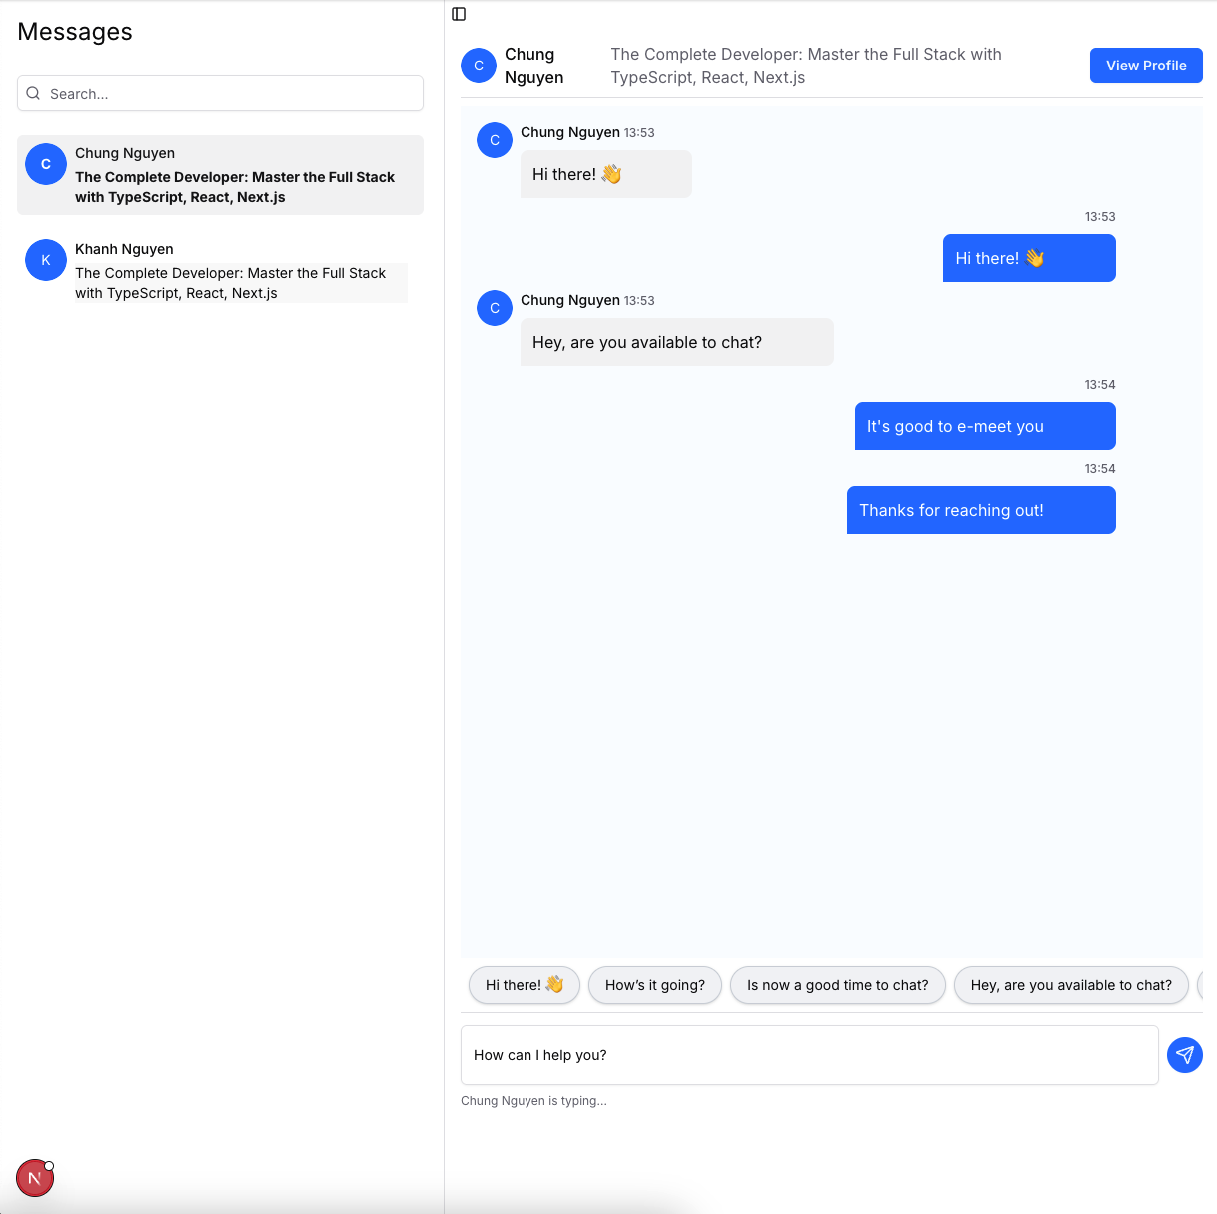 Messages
Search...
C
Chung Nguyen
The Complete Developer: Master the Full Stack
with TypeScript, React, Next.js
K
Khanh Nguyen
The Complete Developer: Master the Full Stack
with TypeScript, React, Next.js
N
C
Chung
Nguyen
The Complete Developer: Master the Full Stack with
TypeScript, React, Next.js
View Profile
C
Chung Nguyen 13:53
Hi there! 👋
13:53
Hi there! 👋
C
Chung Nguyen 13:53
Hey, are you available to chat?
13:54
It's good to e-meet you
13:54
Thanks for reaching out!
Hi there! 👋
How’s it going?
Is now a good time to chat?
Hey, are you available to chat?
How can I help you?
Chung Nguyen is typing...